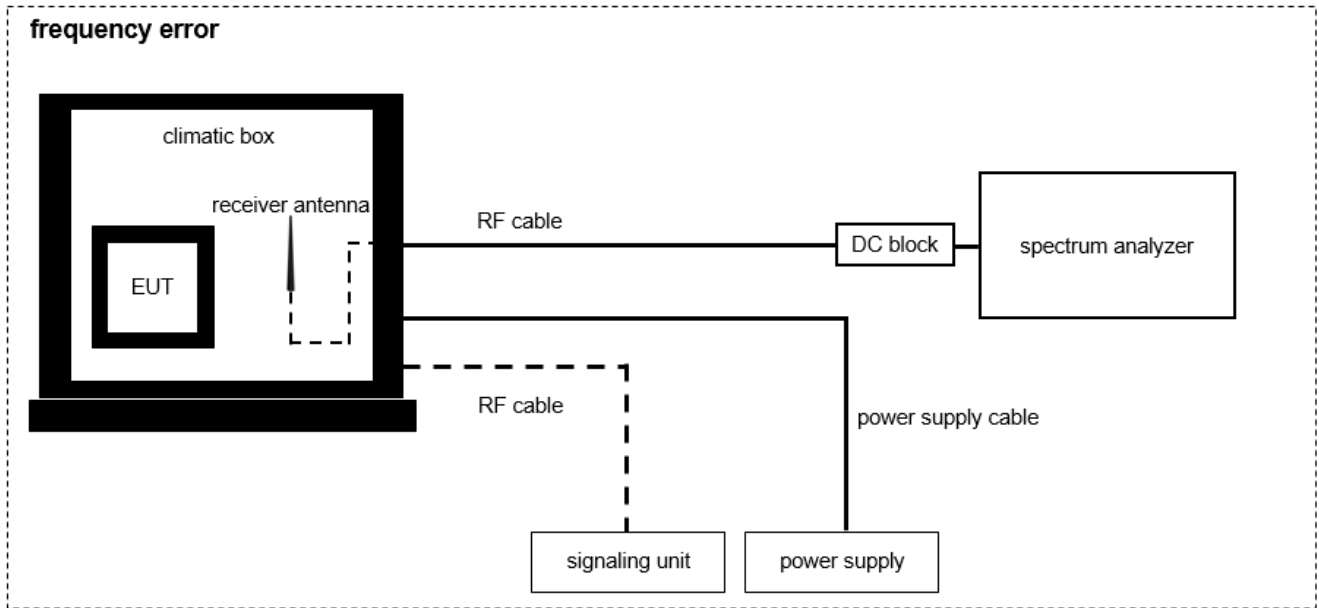 frequency error
climatic box
receiver antenna
RF cable
DC block
spectrum analyzer
EUT
RF cable
power supply cable
signaling unit
power supply